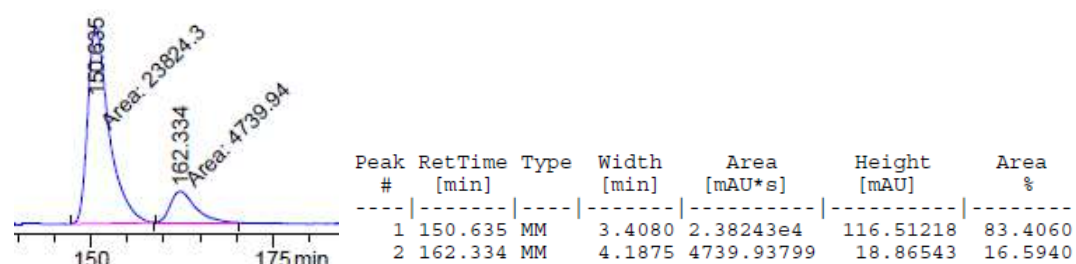 150.635
Area: 23824.3
162.334
Area: 4739.94
150 175 min
Peak RetTime Type Width Area Height Area
# [min] [min] [mAU*s] [mAU] %
----|-------|----|-------|----------|----------|--------
1 150.635 MM 3.4080 2.38243e4 116.51218 83.4060
2 162.334 MM 4.1875 4739.93799 18.86543 16.5940